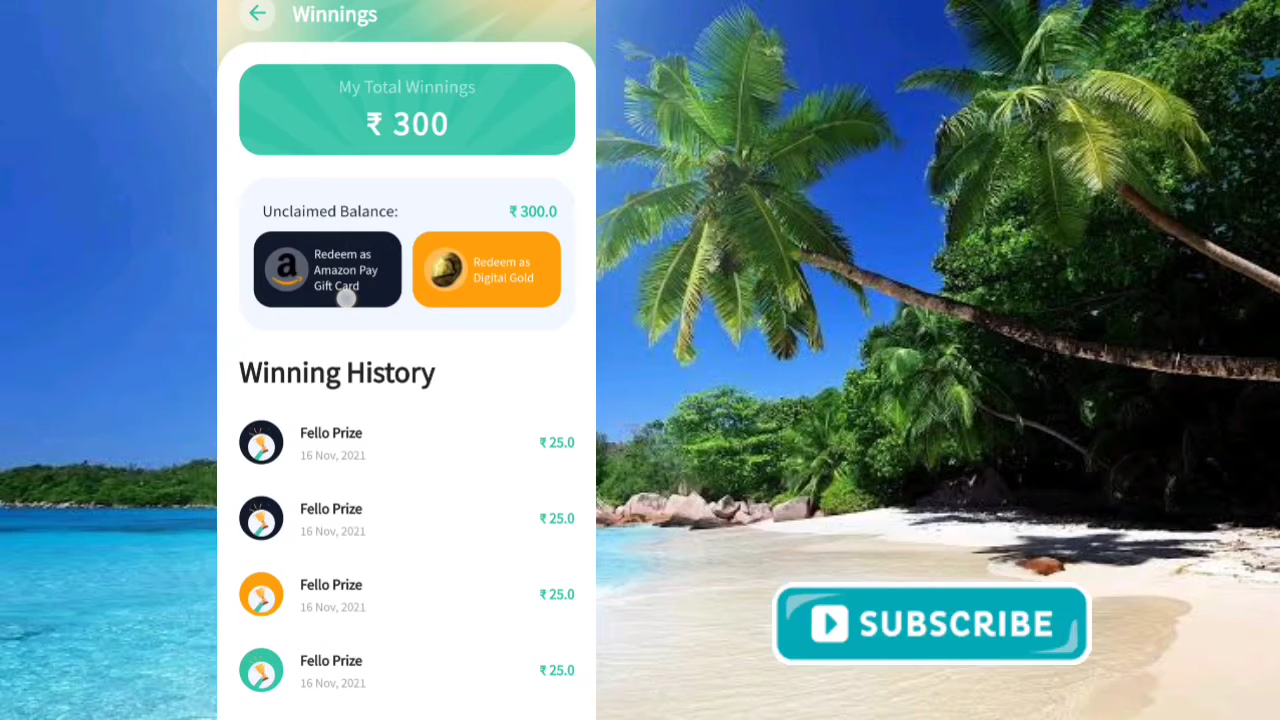 Winnings
My Total Winnings
₹ 300
Unclaimed Balance:
₹ 300.0
Redeem as
Amazon Pay
Gift Card
Redeem as
Digital Gold
Winning History
Fello Prize
16 Nov, 2021
₹ 25.0
Fello Prize
16 Nov, 2021
₹ 25.0
Fello Prize
16 Nov, 2021
₹ 25.0
Fello Prize
16 Nov, 2021
₹ 25.0
SUBSCRIBE